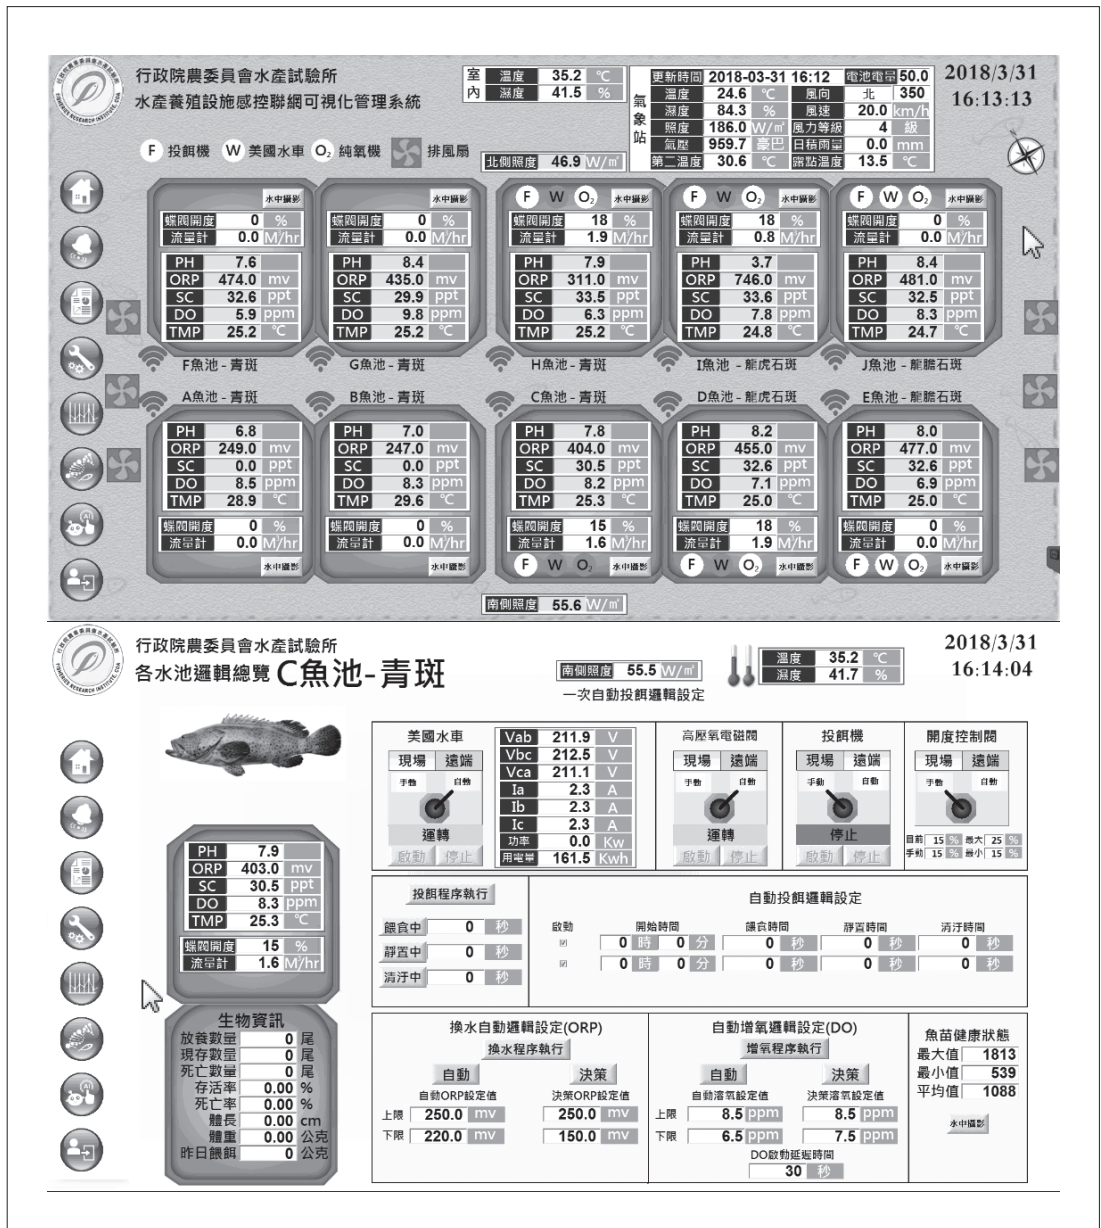 行政院農委員會水產試驗所
水產養殖設施感控聯網可視化管理系統
室內 溫度 35.2 ℃
濕度 41.5 %
氣象站
更新時間 2018-03-31 16:12 電池電量 50.0
溫度 24.6 ℃ 風向 北 350
濕度 84.3 % 風速 20.0 km/h
照度 186.0 W/㎡ 風力等級 4 級
氣壓 959.7 豪巴 日積雨量 0.0 mm
第二溫度 30.6 ℃ 露點溫度 13.5 ℃
2018/3/31
16:13:13
F 投餌機 W 美國水車 O₂ 純氧機 排風扇
北側照度 46.9 W/㎡
水中攝影 水中攝影 F W O₂ 水中攝影 F W O₂ 水中攝影 F W O₂ 水中攝影
蝶閥開度 0 % 蝶閥開度 0 % 蝶閥開度 18 % 蝶閥開度 18 % 蝶閥開度 0 %
流量計 0.0 M³/hr 流量計 0.0 M³/hr 流量計 1.9 M³/hr 流量計 0.8 M³/hr 流量計 0.0 M³/hr
PH 7.6 PH 8.4 PH 7.9 PH 3.7 PH 8.4
ORP 474.0 mv ORP 435.0 mv ORP 311.0 mv ORP 746.0 mv ORP 481.0 mv
SC 32.6 ppt SC 29.9 ppt SC 33.5 ppt SC 33.6 ppt SC 32.5 ppt
DO 5.9 ppm DO 9.8 ppm DO 6.3 ppm DO 7.8 ppm DO 8.3 ppm
TMP 25.2 ℃ TMP 25.2 ℃ TMP 25.2 ℃ TMP 24.8 ℃ TMP 24.7 ℃
F魚池 - 青斑 G魚池 - 青斑 H魚池 - 青斑 I魚池 - 龍虎石斑 J魚池 - 龍膽石斑
A魚池 - 青斑 B魚池 - 青斑 C魚池 - 青斑 D魚池 - 龍虎石斑 E魚池 - 龍膽石斑
PH 6.8 PH 7.0 PH 7.8 PH 8.2 PH 8.0
ORP 249.0 mv ORP 247.0 mv ORP 404.0 mv ORP 455.0 mv ORP 477.0 mv
SC 0.0 ppt SC 0.0 ppt SC 30.5 ppt SC 32.6 ppt SC 32.6 ppt
DO 8.5 ppm DO 8.3 ppm DO 8.2 ppm DO 7.1 ppm DO 6.9 ppm
TMP 28.9 ℃ TMP 29.6 ℃ TMP 25.3 ℃ TMP 25.0 ℃ TMP 25.0 ℃
蝶閥開度 0 % 蝶閥開度 0 % 蝶閥開度 15 % 蝶閥開度 18 % 蝶閥開度 0 %
流量計 0.0 M³/hr 流量計 0.0 M³/hr 流量計 1.6 M³/hr 流量計 1.9 M³/hr 流量計 0.0 M³/hr
水中攝影 水中攝影 F W O₂ 水中攝影 F W O₂ 水中攝影 F W O₂ 水中攝影
南側照度 55.6 W/㎡
行政院農委員會水產試驗所
各水池邏輯總覽 C魚池-青斑
南側照度 55.5 W/㎡
一次自動投餌邏輯設定
溫度 35.2 ℃
濕度 41.7 %
2018/3/31
16:14:04
美國水車
現場 遠端
手動 自動
運轉
啟動 停止
Vab 211.9 V
Vbc 212.5 V
Vca 211.1 V
Ia 2.3 A
Ib 2.3 A
Ic 2.3 A
功率 0.0 Kw
用電量 161.5 Kwh
高壓氧電磁閥
現場 遠端
手動 自動
運轉
啟動 停止
投餌機
現場 遠端
手動 自動
停止
啟動 停止
開度控制閥
現場 遠端
手動 自動
目前 15 % 最大 25 %
手動 15 % 最小 15 %
PH 7.9
ORP 403.0 mv
SC 30.5 ppt
DO 8.3 ppm
TMP 25.3 ℃
蝶閥開度 15 %
流量計 1.6 M³/hr
投餌程序執行
餵食中 0 秒
靜置中 0 秒
清汙中 0 秒
自動投餌邏輯設定
啟動 開始時間 餵食時間 靜置時間 清汙時間
0 時 0 分 0 秒 0 秒 0 秒
0 時 0 分 0 秒 0 秒 0 秒
生物資訊
放養數量 0 尾
現存數量 0 尾
死亡數量 0 尾
存活率 0.00 %
死亡率 0.00 %
體長 0.00 cm
體重 0.00 公克
昨日餵餌 0 公克
換水自動邏輯設定(ORP)
換水程序執行
自動 決策
自動ORP設定值 決策ORP設定值
上限 250.0 mv 250.0 mv
下限 220.0 mv 150.0 mv
自動增氧邏輯設定(DO)
增氧程序執行
自動 決策
自動溶氧設定值 決策溶氧設定值
上限 8.5 ppm 8.5 ppm
下限 6.5 ppm 7.5 ppm
DO啟動延遲時間
30 秒
魚苗健康狀態
最大值 1813
最小值 539
平均值 1088
水中攝影